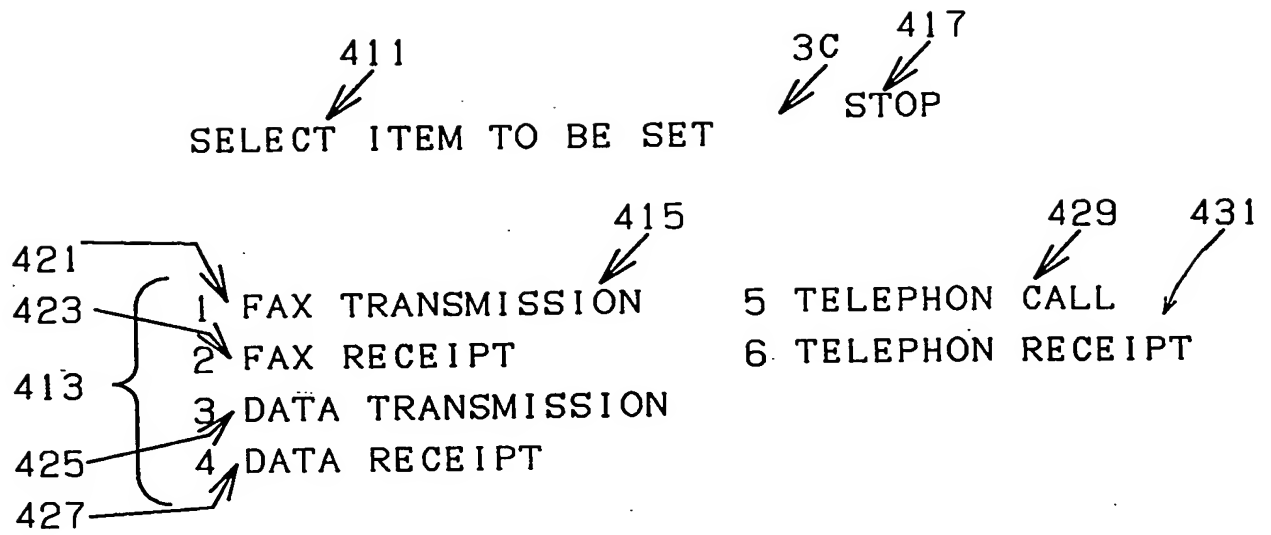 411 3C 417
SELECT ITEM TO BE SET STOP
415 429 431
421
1 FAX TRANSMISSION 5 TELEPHON CALL
423
2 FAX RECEIPT 6 TELEPHON RECEIPT
413
3 DATA TRANSMISSION
425
4 DATA RECEIPT
427